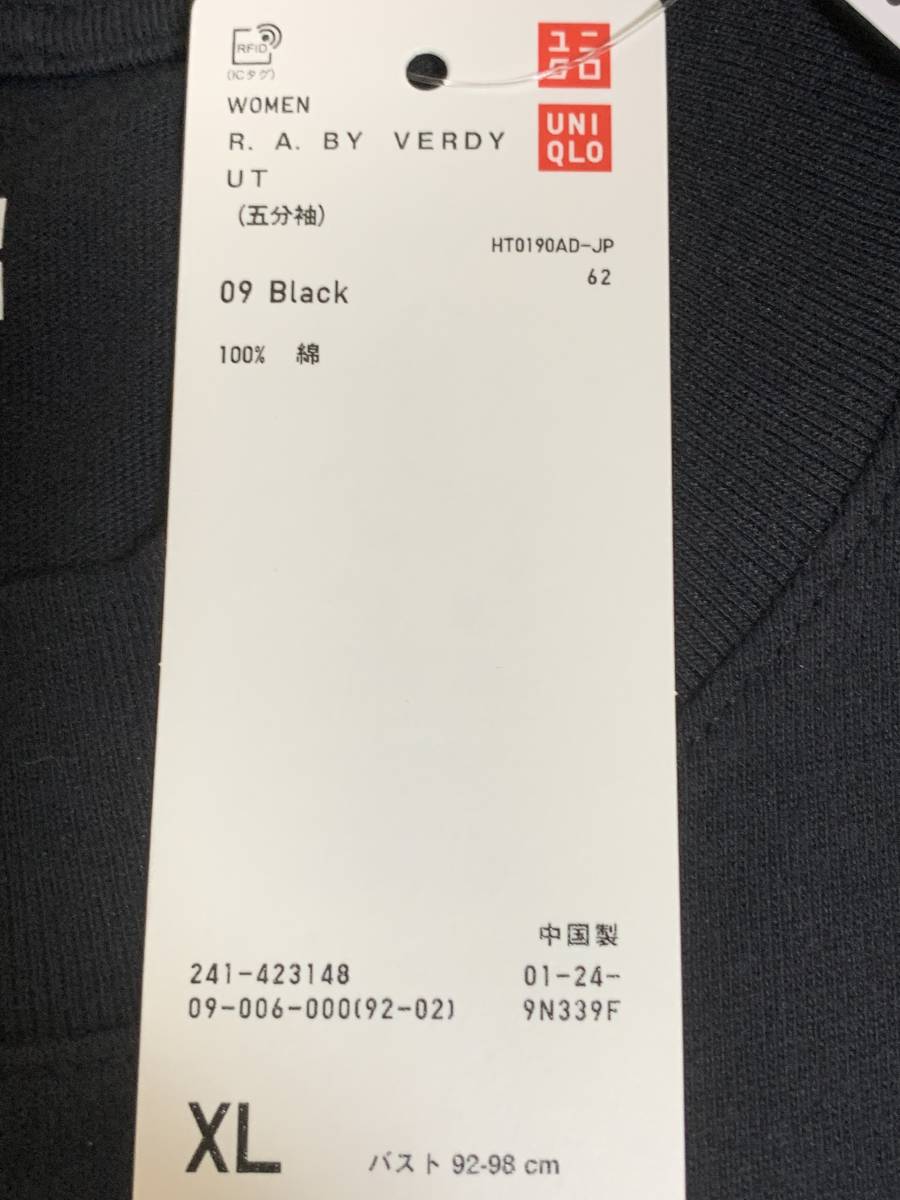 RFID
(ICタグ)
ユニ
クロ
WOMEN
UNI
QLO
R. A. BY VERDY
UT
(五分袖)
HT0190AD-JP
62
09 Black
100% 綿
中国製
241-423148 01-24-
09-006-000(92-02) 9N339F
XL バスト 92-98 cm